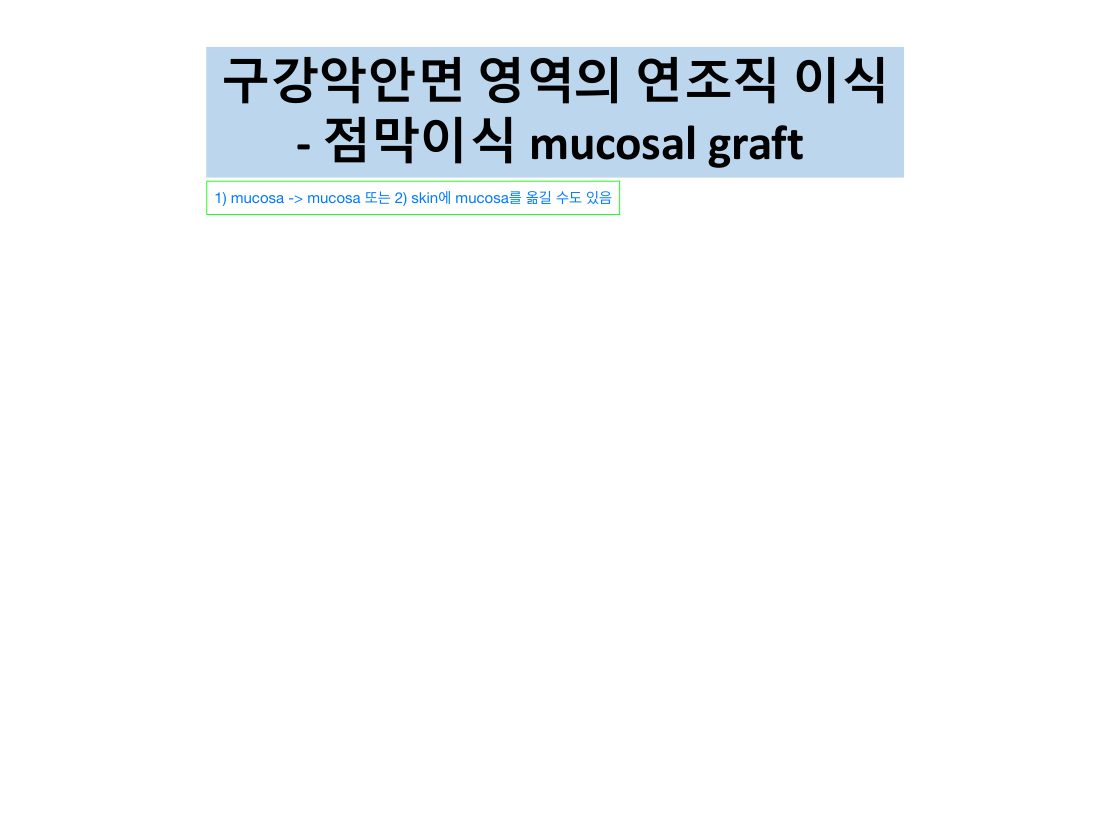 구강악안면 영역의 연조직 이식
- 점막이식 mucosal graft
1) mucosa -> mucosa 또는 2) skin에 mucosa를 옮길 수도 있음